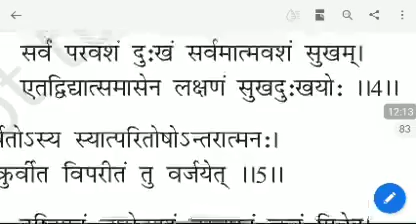 सर्वं परवशं दुःखं सर्वमात्मवशं सुखम्।
एतद्विद्यात्समासेन लक्षणं सुखदुःखयोः ।।4।।
12:13
ऽस्य स्यात्परितोषोऽन्तरात्मनः।
83
कुर्वीत विपरीतं तु वर्जयेत् ।।5।।